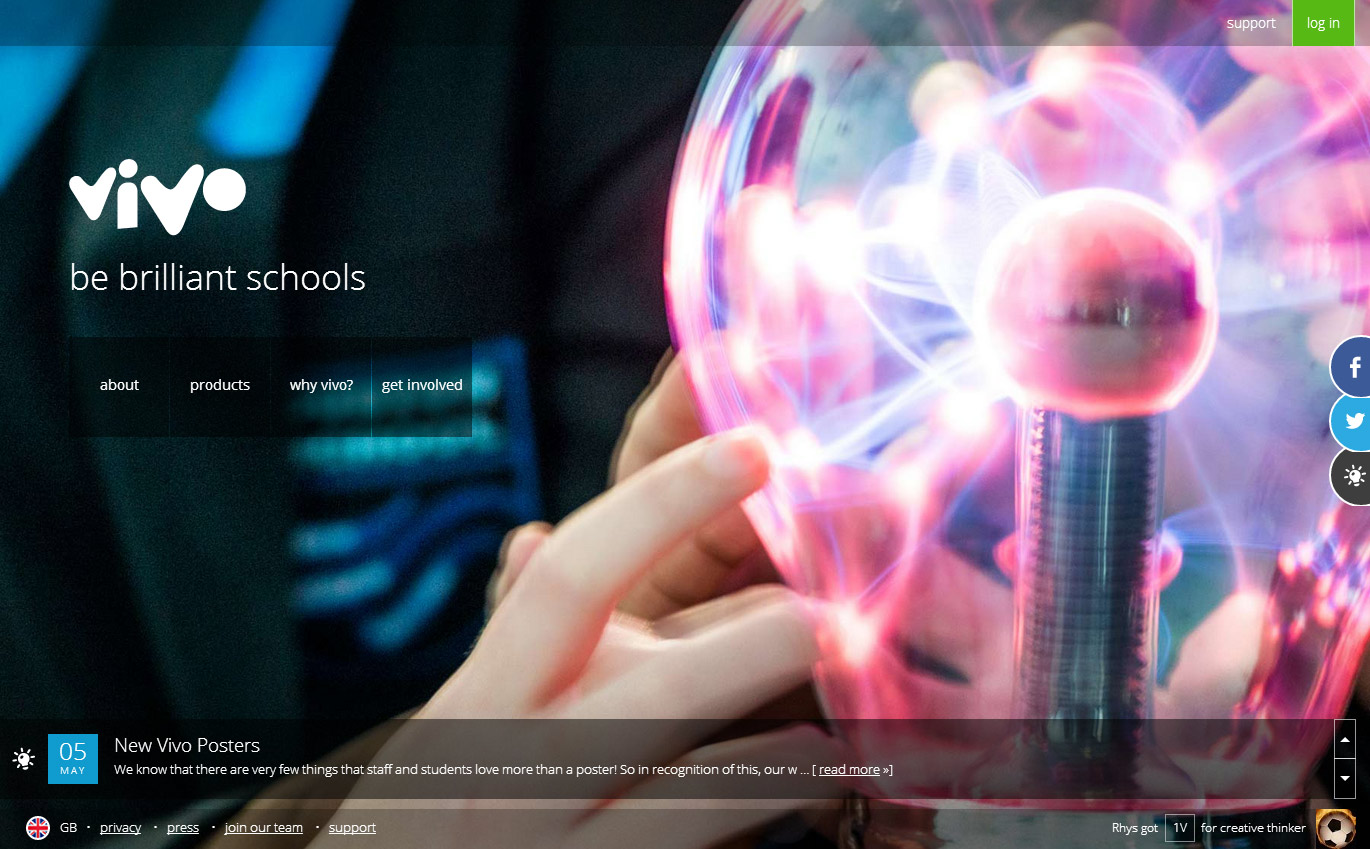 support
log in
vivo
be brilliant schools
about
products
why vivo?
get involved
05
MAY
New Vivo Posters
We know that there are very few things that staff and students love more than a poster! So in recognition of this, our w ... [ read more »]
GB · privacy · press · join our team · support
Rhys got 1V for creative thinker